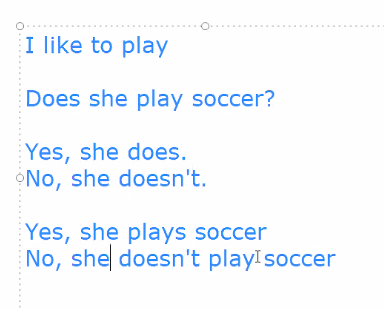 I like to play
Does she play soccer?
Yes, she does.
No, she doesn't.
Yes, she plays soccer
No, she doesn't play soccer